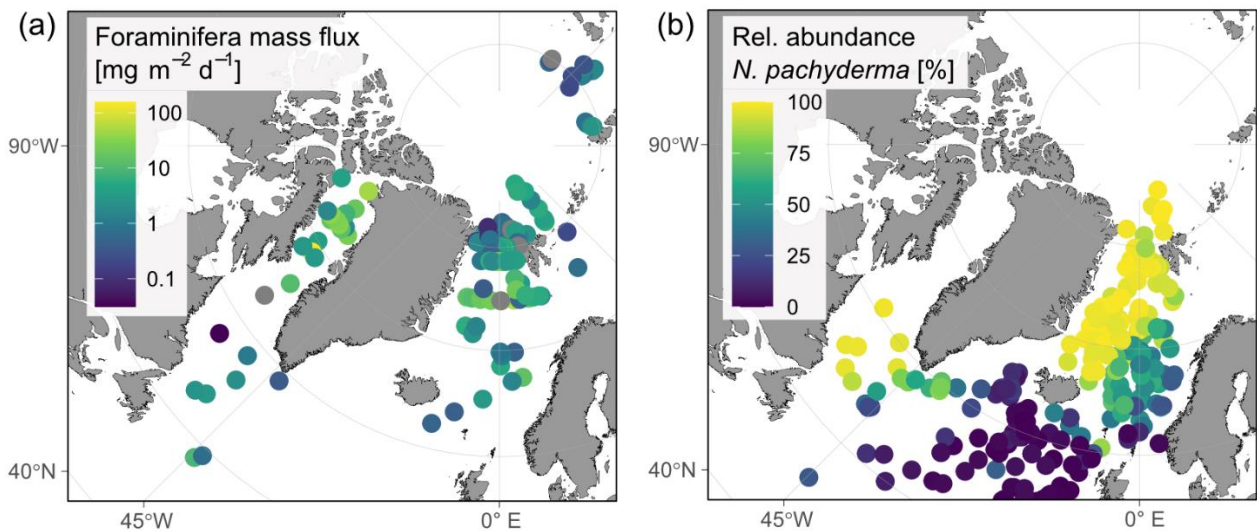 (a)
Foraminifera mass flux
[mg m⁻² d⁻¹]
100
10
1
0.1
90°W
40°N
45°W
0° E
(b)
Rel. abundance
N. pachyderma [%]
100
75
50
25
0
90°W
40°N
45°W
0° E